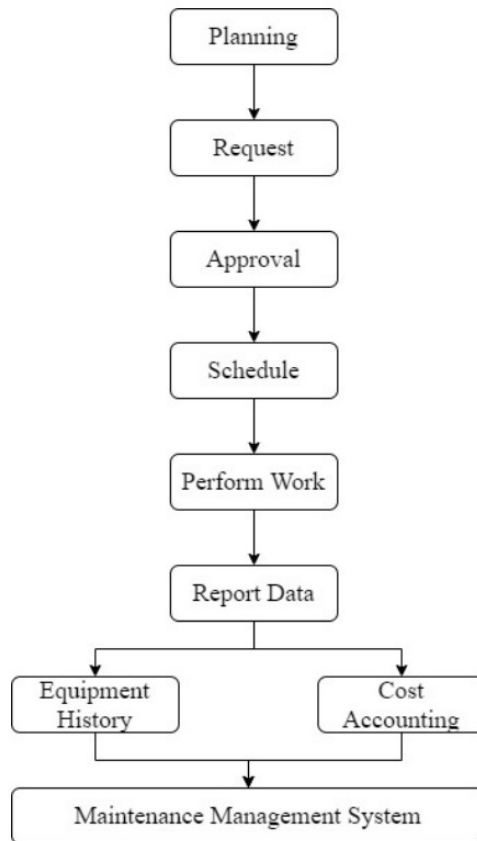 Planning
Request
Approval
Schedule
Perform Work
Report Data
Equipment
History
Cost
Accounting
Maintenance Management System